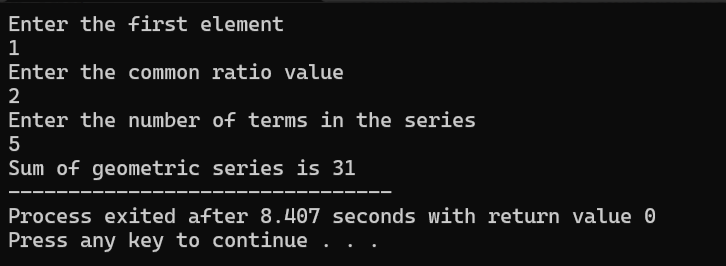 Enter the first element
1
Enter the common ratio value
2
Enter the number of terms in the series
5
Sum of geometric series is 31
--------------------------------
Process exited after 8.407 seconds with return value 0
Press any key to continue . . .